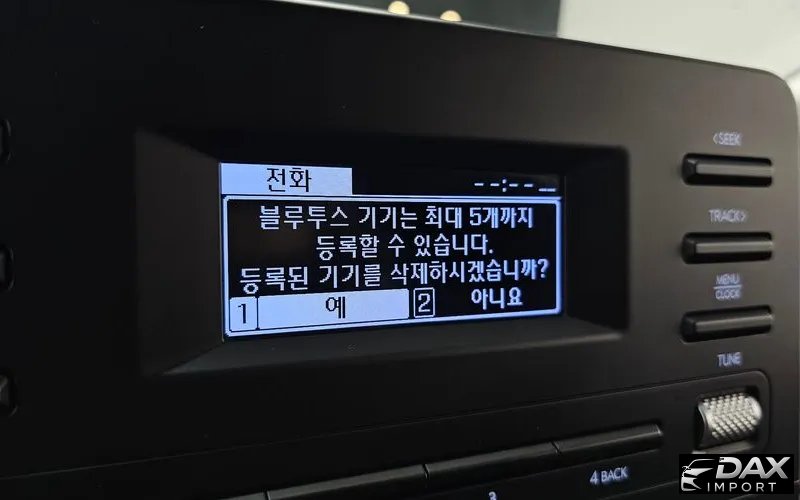 전화
--:-- --
블루투스 기기는 최대 5개까지
등록할 수 있습니다.
등록된 기기를 삭제하시겠습니까?
1 예 2 아니요
<SEEK
TRACK>
MENU
CLOCK
TUNE
3
4 BACK
DAX
IMPORT